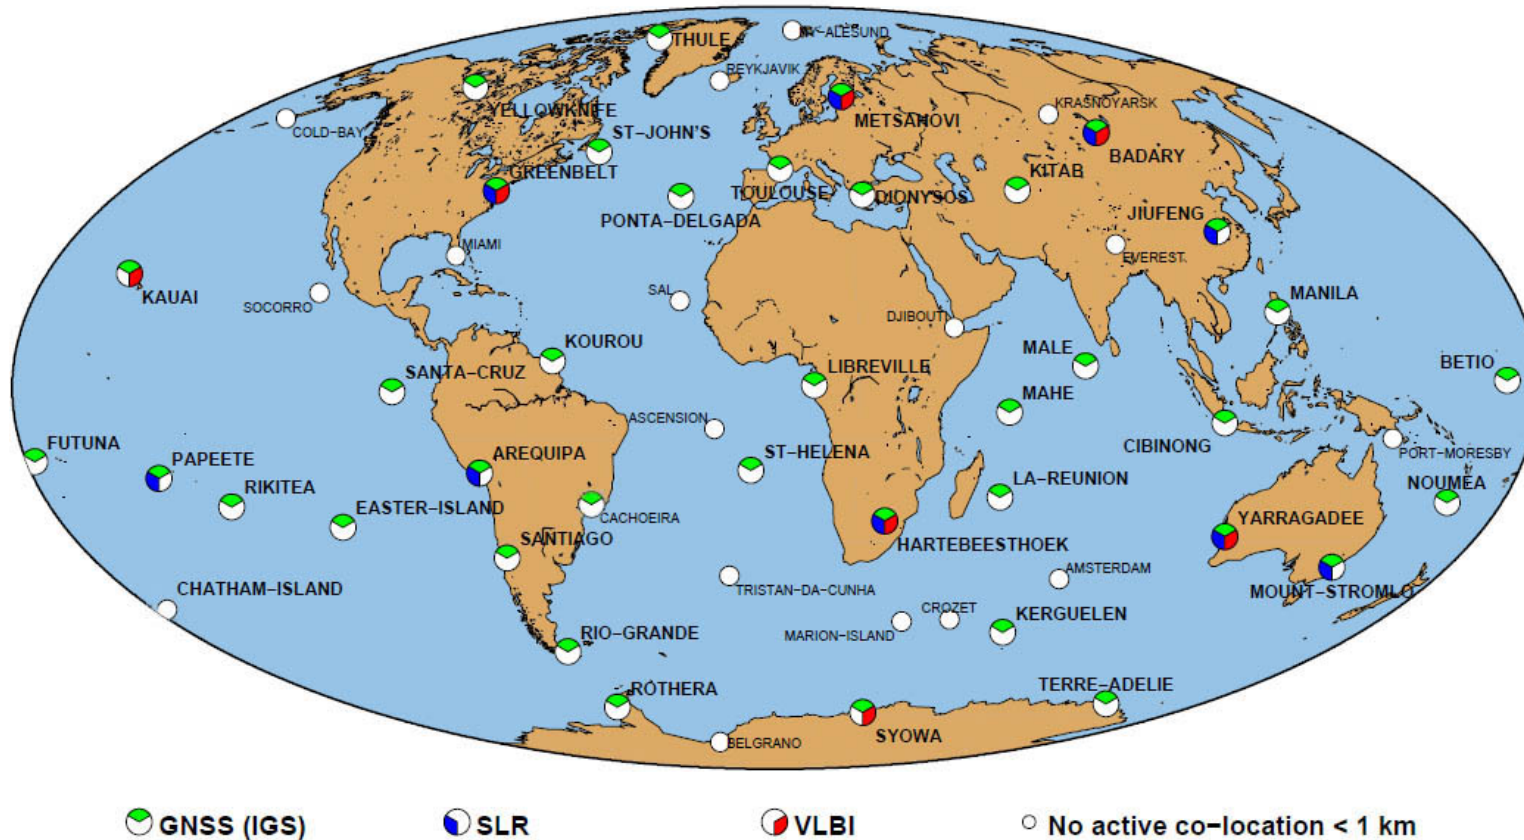 THULE
NY-ALESUND
REYKJAVIK
YELLOWKNIFE
COLD-BAY
ST-JOHN'S
METSAHOVI
KRASNOYARSK
BADARY
GREENBELT
TOULOUSE
DIONYSOS
KITAB
PONTA-DELGADA
JIUFENG
MIAMI
EVEREST
KAUAI
SOCORRO
SAL
DJIBOUTI
MANILA
KOUROU
MALE
SANTA-CRUZ
LIBREVILLE
BETIO
MAHE
ASCENSION
FUTUNA
PAPEETE
AREQUIPA
ST-HELENA
CIBINONG
PORT-MORESBY
RIKITEA
LA-REUNION
NOUMEA
EASTER-ISLAND
CACHOEIRA
YARRAGADEE
SANTIAGO
HARTEBEESTHOEK
AMSTERDAM
CHATHAM-ISLAND
TRISTAN-DA-CUNHA
MOUNT-STROMLO
CROZET
KERGUELEN
RIO-GRANDE
MARION-ISLAND
ROTHERA
TERRE-ADELIE
SYOWA
BELGRANO
GNSS (IGS)
SLR
VLBI
No active co-location < 1 km